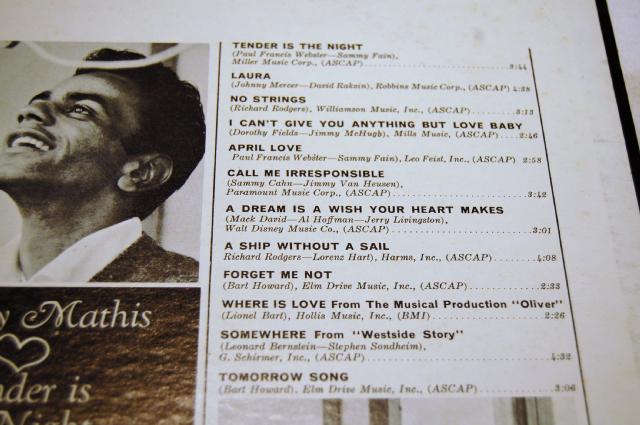 TENDER IS THE NIGHT
(Paul Francis Webster—Sammy Fain),
Miller Music Corp., (ASCAP) 3:44
LAURA
(Johnny Mercer—David Raksin), Robbins Music Corp., (ASCAP) 4:38
NO STRINGS
(Richard Rodgers), Williamson Music, Inc., (ASCAP) 3:13
I CAN'T GIVE YOU ANYTHING BUT LOVE BABY
(Dorothy Fields—Jimmy McHugh), Mills Music, (ASCAP) 2:46
APRIL LOVE
Paul Francis Webster—Sammy Fain), Leo Feist, Inc., (ASCAP) 2:58
CALL ME IRRESPONSIBLE
(Sammy Cahn—Jimmy Van Heusen),
Paramount Music Corp., (ASCAP) 3:42
A DREAM IS A WISH YOUR HEART MAKES
(Mack David—Al Hoffman—Jerry Livingston),
Walt Disney Music Co., (ASCAP) 3:01
A SHIP WITHOUT A SAIL
Richard Rodgers—Lorenz Hart), Harms, Inc., (ASCAP) 4:08
FORGET ME NOT
(Bart Howard), Elm Drive Music, Inc., (ASCAP) 2:33
WHERE IS LOVE From The Musical Production "Oliver"
(Lionel Bart), Hollis Music, Inc., (BMI) 2:26
SOMEWHERE From "Westside Story"
(Leonard Bernstein—Stephen Sondheim),
G. Schirmer, Inc., (ASCAP) 4:32
TOMORROW SONG
(Bart Howard). Elm Drive Music, Inc., (ASCAP) 3:06
y Mathis
nder is
Night